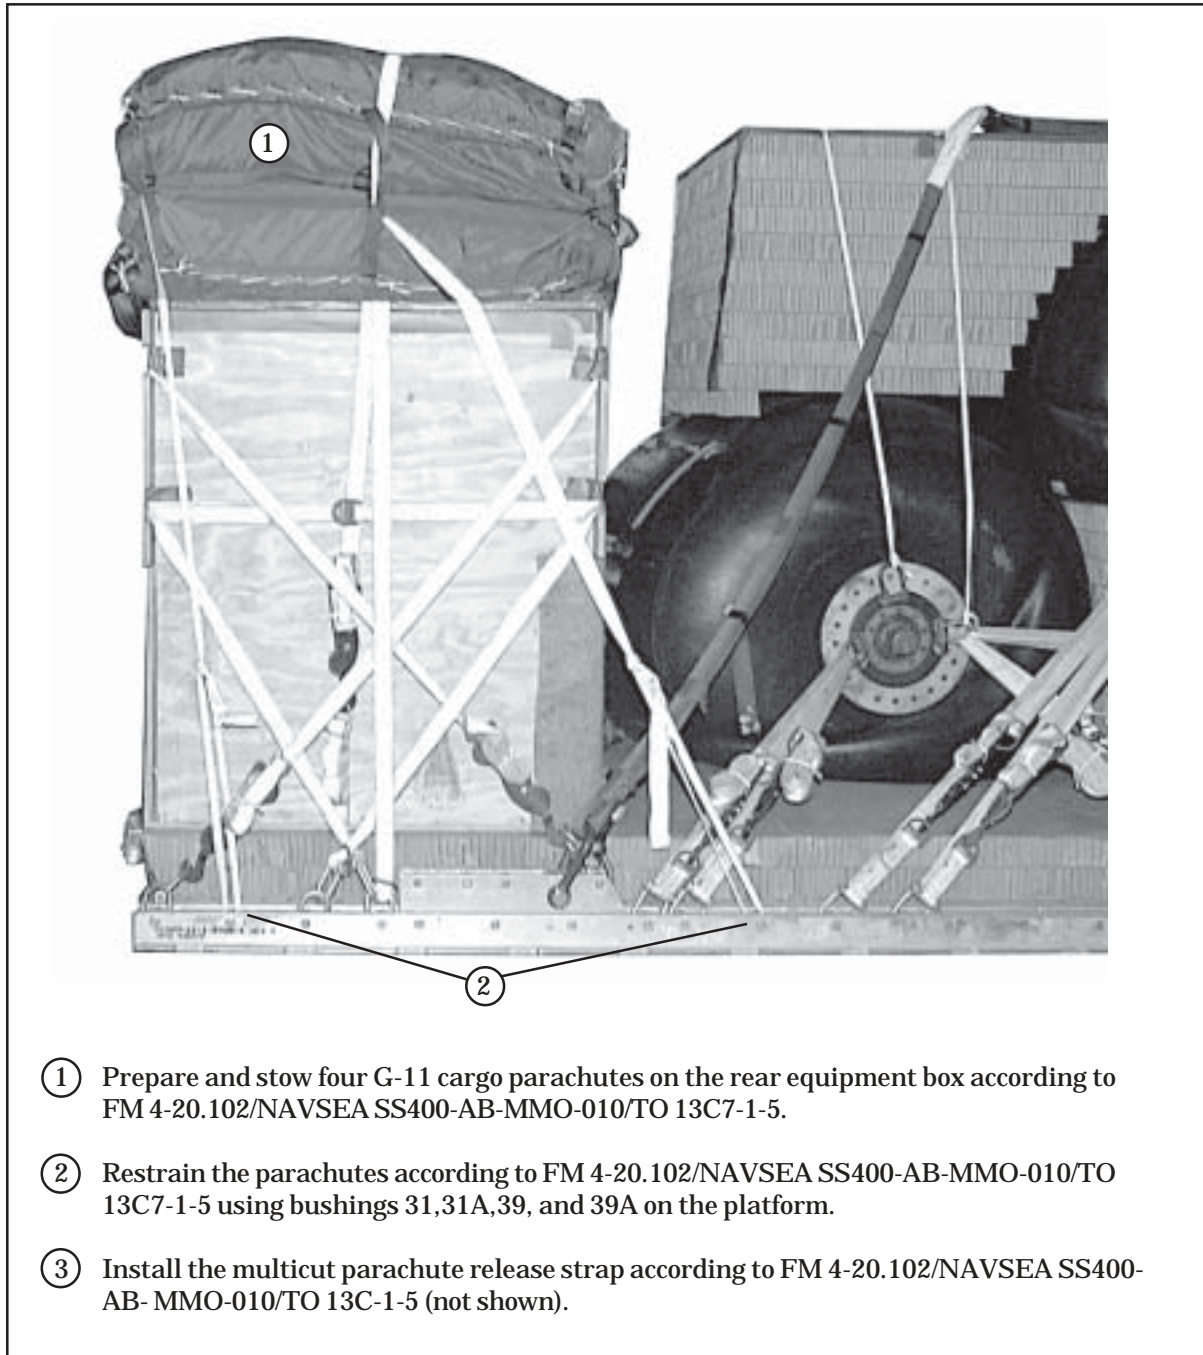 1
2
1 Prepare and stow four G-11 cargo parachutes on the rear equipment box according to
FM 4-20.102/NAVSEA SS400-AB-MMO-010/TO 13C7-1-5.
2 Restrain the parachutes according to FM 4-20.102/NAVSEA SS400-AB-MMO-010/TO
13C7-1-5 using bushings 31,31A,39, and 39A on the platform.
3 Install the multicut parachute release strap according to FM 4-20.102/NAVSEA SS400-
AB- MMO-010/TO 13C-1-5 (not shown).